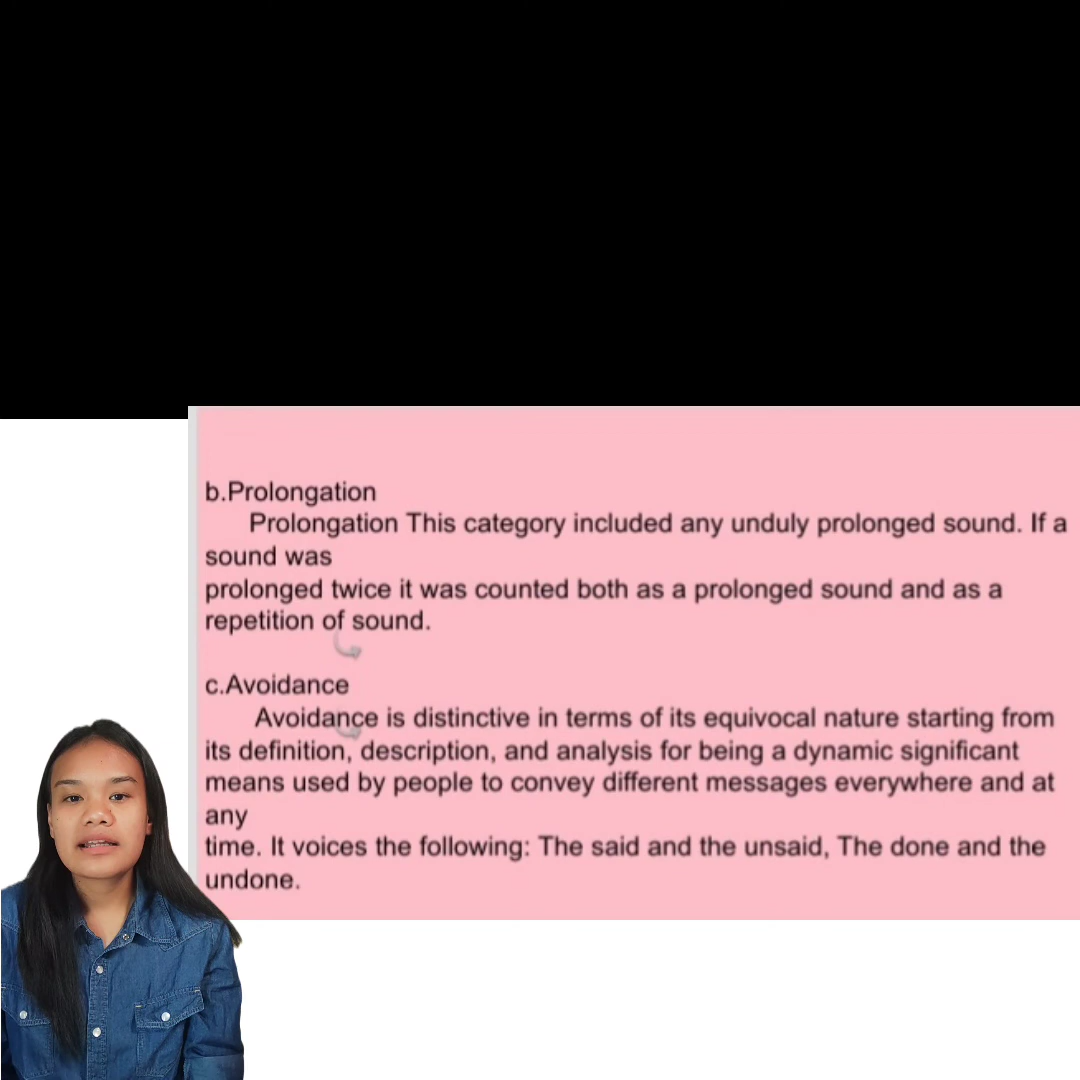 b.Prolongation
Prolongation This category included any unduly prolonged sound. If a
sound was
prolonged twice it was counted both as a prolonged sound and as a
repetition of sound.
c.Avoidance
Avoidance is distinctive in terms of its equivocal nature starting from
its definition, description, and analysis for being a dynamic significant
means used by people to convey different messages everywhere and at
any
time. It voices the following: The said and the unsaid, The done and the
undone.